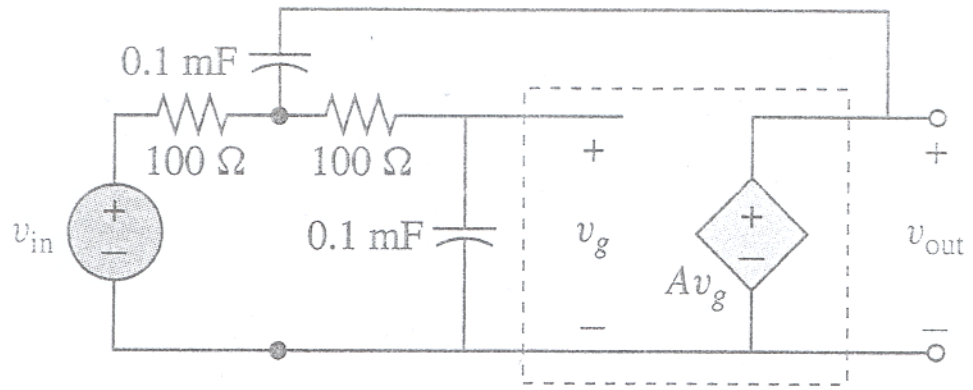 0.1 mF
100 Ω
100 Ω
+
−
v_in
0.1 mF
+
v_g
−
+
−
Av_g
+
v_out
−